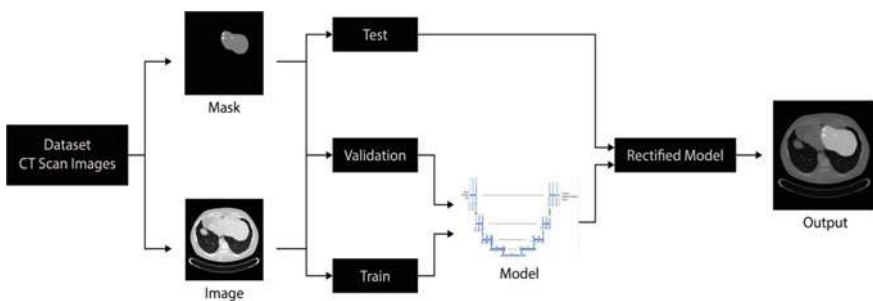 Test
Mask
Dataset
CT Scan Images
Validation
Rectified Model
Output
Train
Model
Image